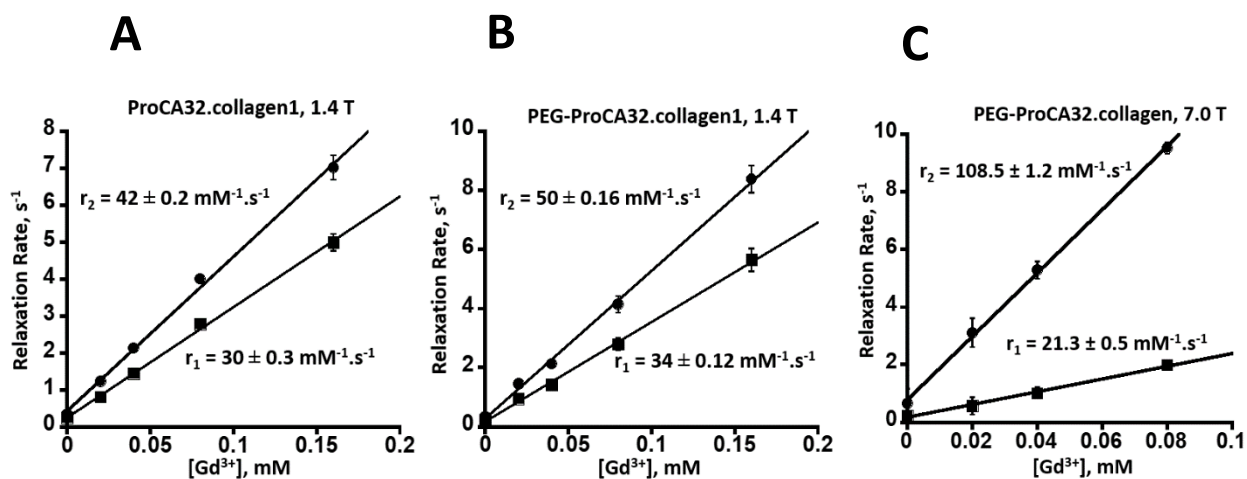 A
B
C
ProCA32.collagen1, 1.4 T
Relaxation Rate, s⁻¹
8
7
6
5
4
3
2
1
0
r₂ = 42 ± 0.2 mM⁻¹.s⁻¹
r₁ = 30 ± 0.3 mM⁻¹.s⁻¹
0 0.05 0.1 0.15 0.2
[Gd³⁺], mM
PEG-ProCA32.collagen1, 1.4 T
Relaxation Rate, s⁻¹
10
8
6
4
2
0
r₂ = 50 ± 0.16 mM⁻¹.s⁻¹
r₁ = 34 ± 0.12 mM⁻¹.s⁻¹
0 0.05 0.1 0.15 0.2
[Gd³⁺], mM
PEG-ProCA32.collagen, 7.0 T
Relaxation Rate, s⁻¹
10
8
6
4
2
0
r₂ = 108.5 ± 1.2 mM⁻¹.s⁻¹
r₁ = 21.3 ± 0.5 mM⁻¹.s⁻¹
0 0.02 0.04 0.06 0.08 0.1
[Gd³⁺], mM